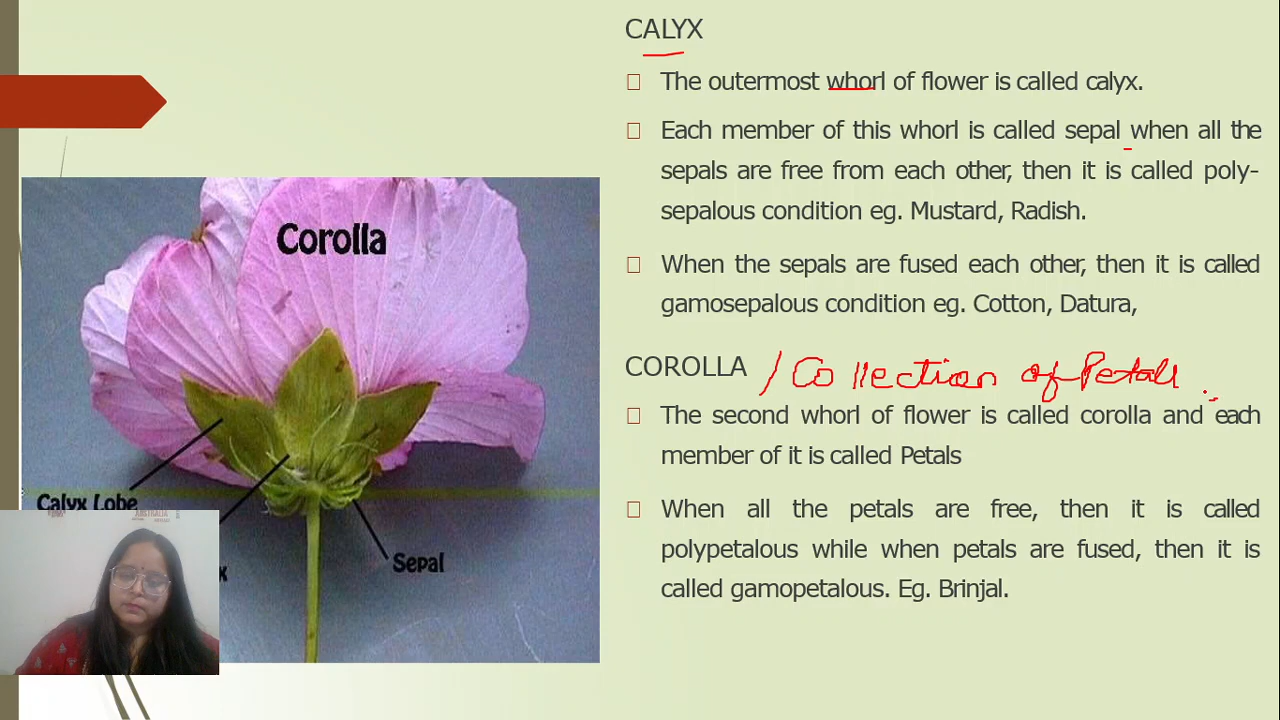 CALYX
The outermost whorl of flower is called calyx.
Each member of this whorl is called sepal when all the
sepals are free from each other, then it is called poly-
sepalous condition eg. Mustard, Radish.
When the sepals are fused each other, then it is called
gamosepalous condition eg. Cotton, Datura,
COROLLA / Collection of Petall
The second whorl of flower is called corolla and each
member of it is called Petals
When all the petals are free, then it is called
polypetalous while when petals are fused, then it is
called gamopetalous. Eg. Brinjal.
Corolla
Calyx Lobe
x
Sepal